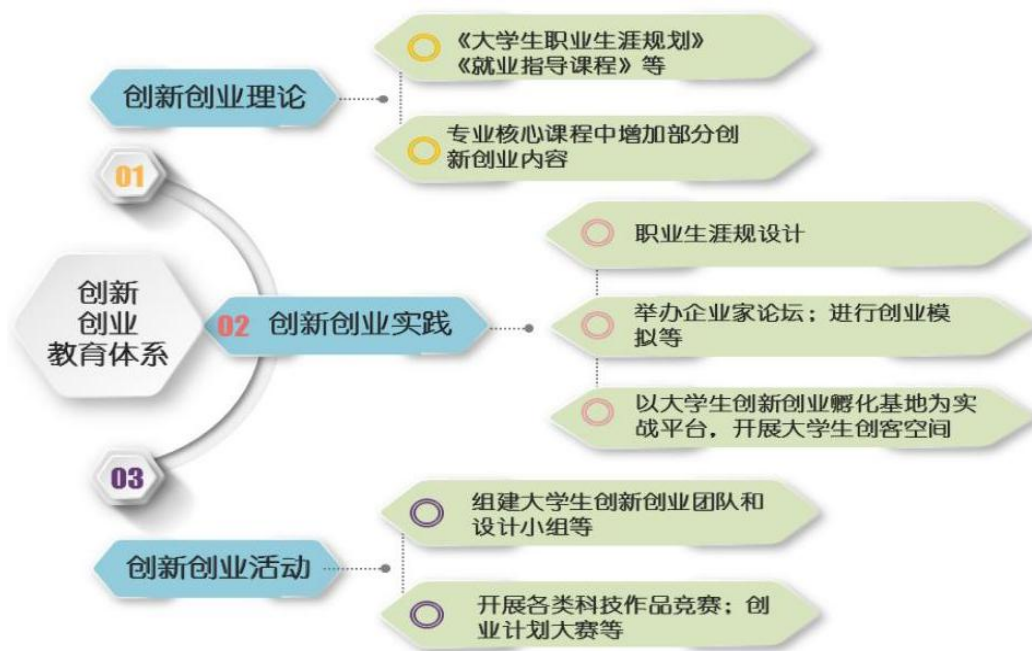 《大学生职业生涯规划》
《就业指导课程》等
创新创业理论
专业核心课程中增加部分创
新创业内容
01
职业生涯规设计
创新
创业
教育体系
02 创新创业实践
举办企业家论坛；进行创业模
拟等
以大学生创新创业孵化基地为实
战平台，开展大学生创客空间
03
组建大学生创新创业团队和
设计小组等
创新创业活动
开展各类科技作品竞赛；创
业计划大赛等